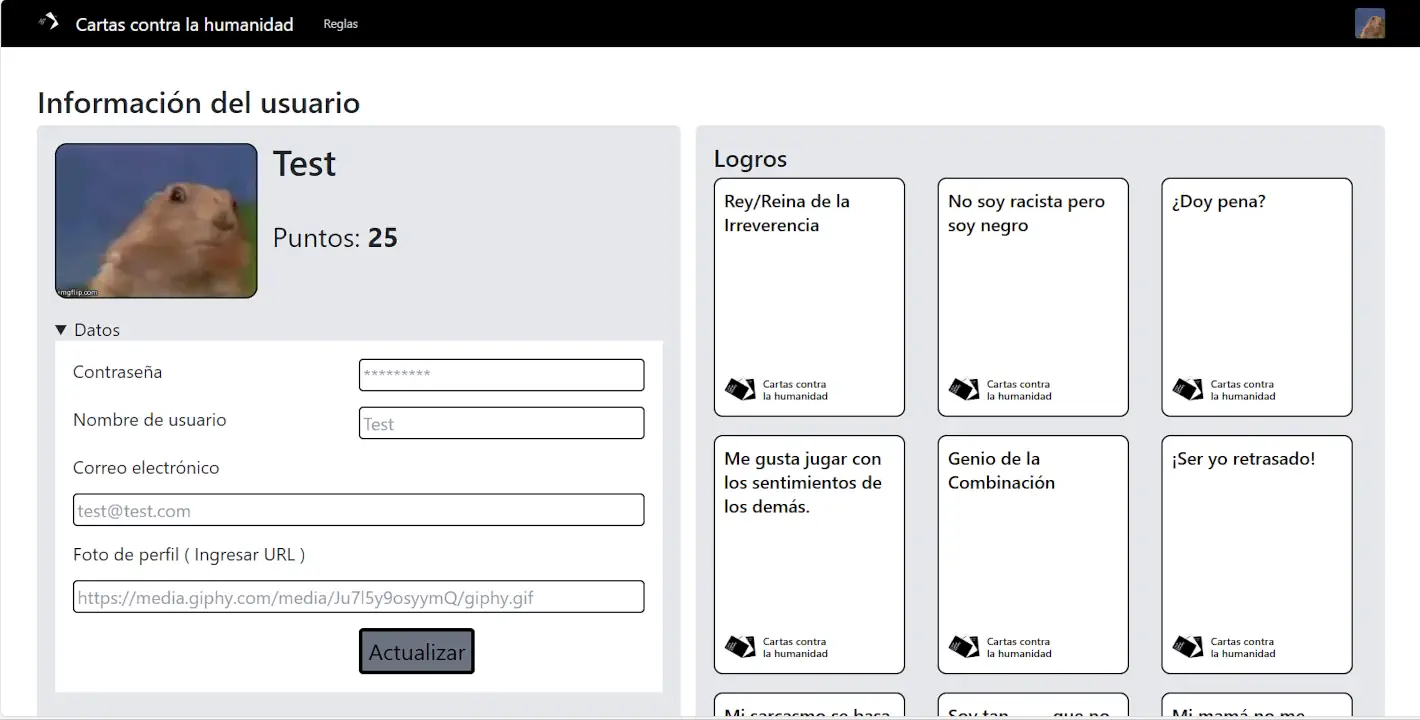 Cartas contra la humanidad
Reglas
Información del usuario
Test
Puntos: 25
imgflip.com
Datos
Contraseña
*********
Nombre de usuario
Test
Correo electrónico
test@test.com
Foto de perfil ( Ingresar URL )
https://media.giphy.com/media/Ju7l5y9osyymQ/giphy.gif
Actualizar
Logros
Rey/Reina de la
Irreverencia
Cartas contra
la humanidad
No soy racista pero
soy negro
Cartas contra
la humanidad
¿Doy pena?
Cartas contra
la humanidad
Me gusta jugar con
los sentimientos de
los demás.
Cartas contra
la humanidad
Genio de la
Combinación
Cartas contra
la humanidad
¡Ser yo retrasado!
Cartas contra
la humanidad
Mi sarcasmo se basa
Soy tan ____ que no
Mi mamá no me